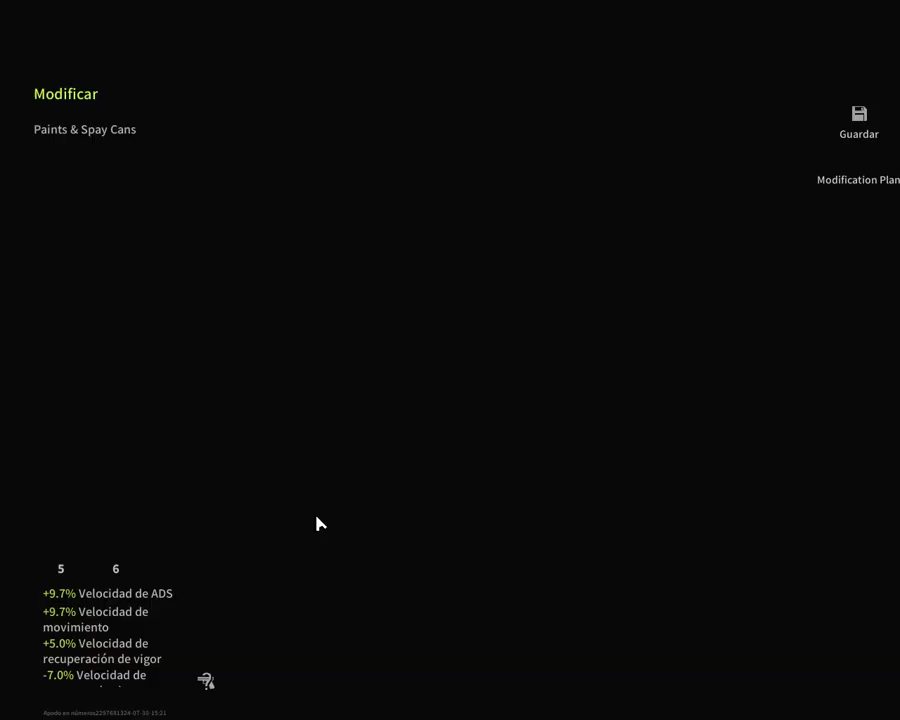 Modificar
Paints & Spay Cans
Guardar
Modification Plan
5 6
+9.7% Velocidad de ADS
+9.7% Velocidad de
movimiento
+5.0% Velocidad de
recuperación de vigor
-7.0% Velocidad de